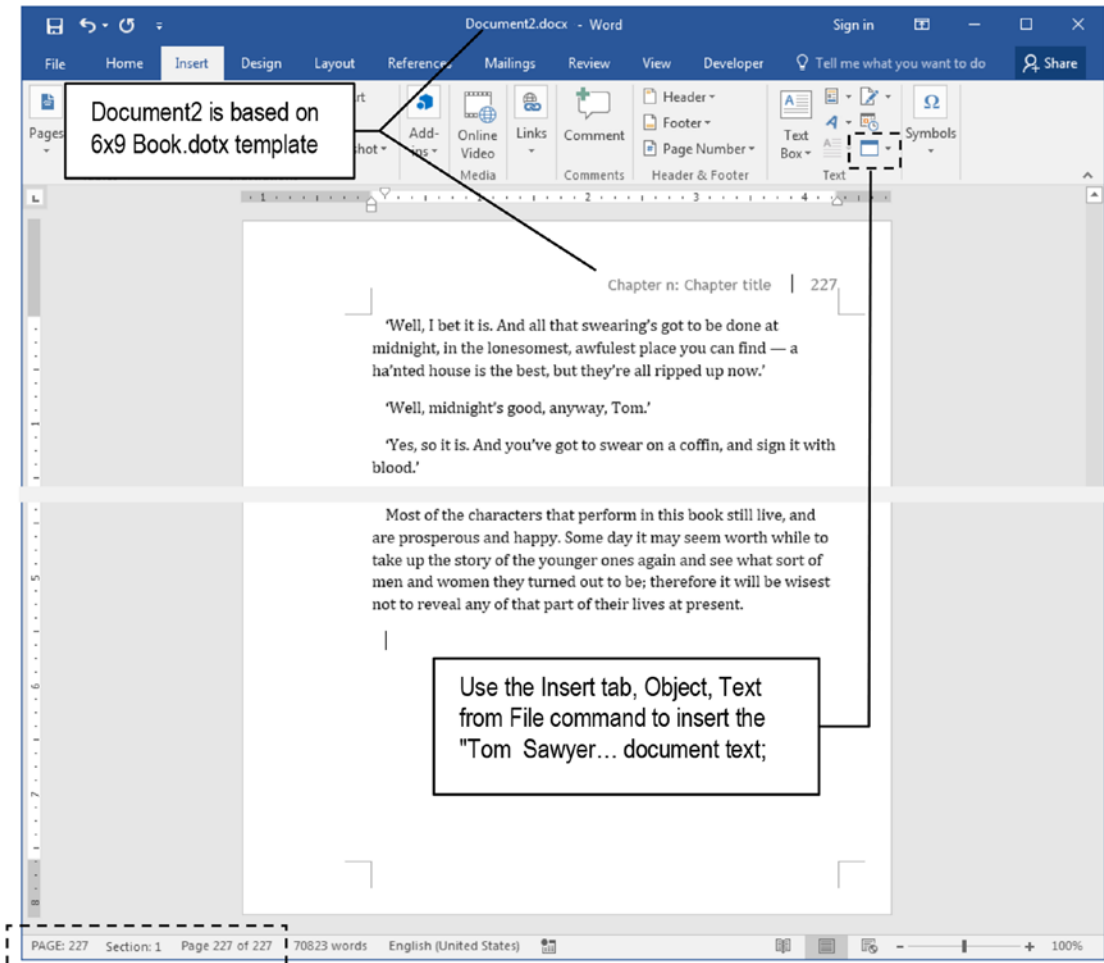 Document2.docx - Word
Sign in
File Home Insert Design Layout References Mailings Review View Developer Tell me what you want to do Share
Document2 is based on
6x9 Book.dotx template
Pages
Add-
ins
Online
Video
Links
Comment
Header
Footer
Page Number
Text
Box
Symbols
Media
Comments
Header & Footer
Text
1 1 2 3 4
Chapter n: Chapter title | 227
‘Well, I bet it is. And all that swearing’s got to be done at
midnight, in the lonesomest, awfulest place you can find — a
ha’nted house is the best, but they’re all ripped up now.’
‘Well, midnight’s good, anyway, Tom.’
‘Yes, so it is. And you’ve got to swear on a coffin, and sign it with
blood.’
Most of the characters that perform in this book still live, and
are prosperous and happy. Some day it may seem worth while to
take up the story of the younger ones again and see what sort of
men and women they turned out to be; therefore it will be wisest
not to reveal any of that part of their lives at present.
Use the Insert tab, Object, Text
from File command to insert the
"Tom Sawyer… document text;
1
5
6
7
8
PAGE: 227 Section: 1 Page 227 of 227 70823 words English (United States) 100%